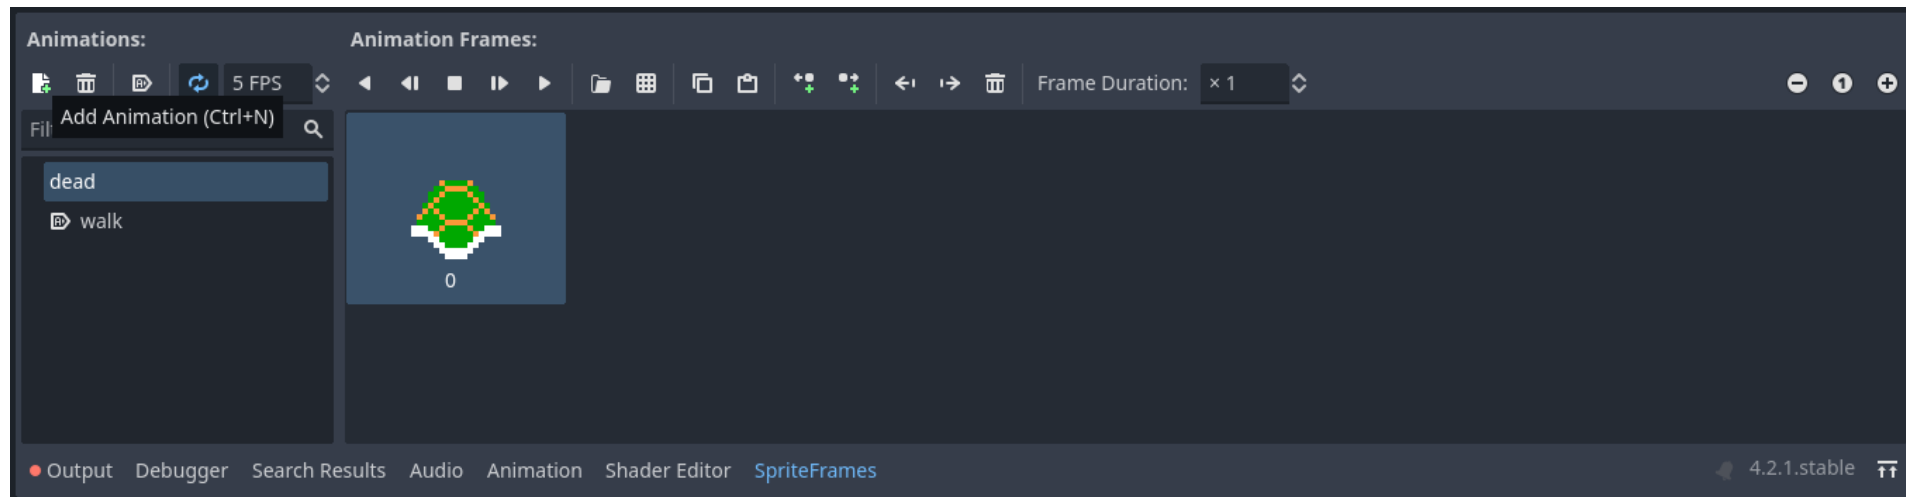 Animations: Animation Frames:
5 FPS Frame Duration: × 1 1
Add Animation (Ctrl+N)
dead
walk
0
Output Debugger Search Results Audio Animation Shader Editor SpriteFrames 4.2.1.stable